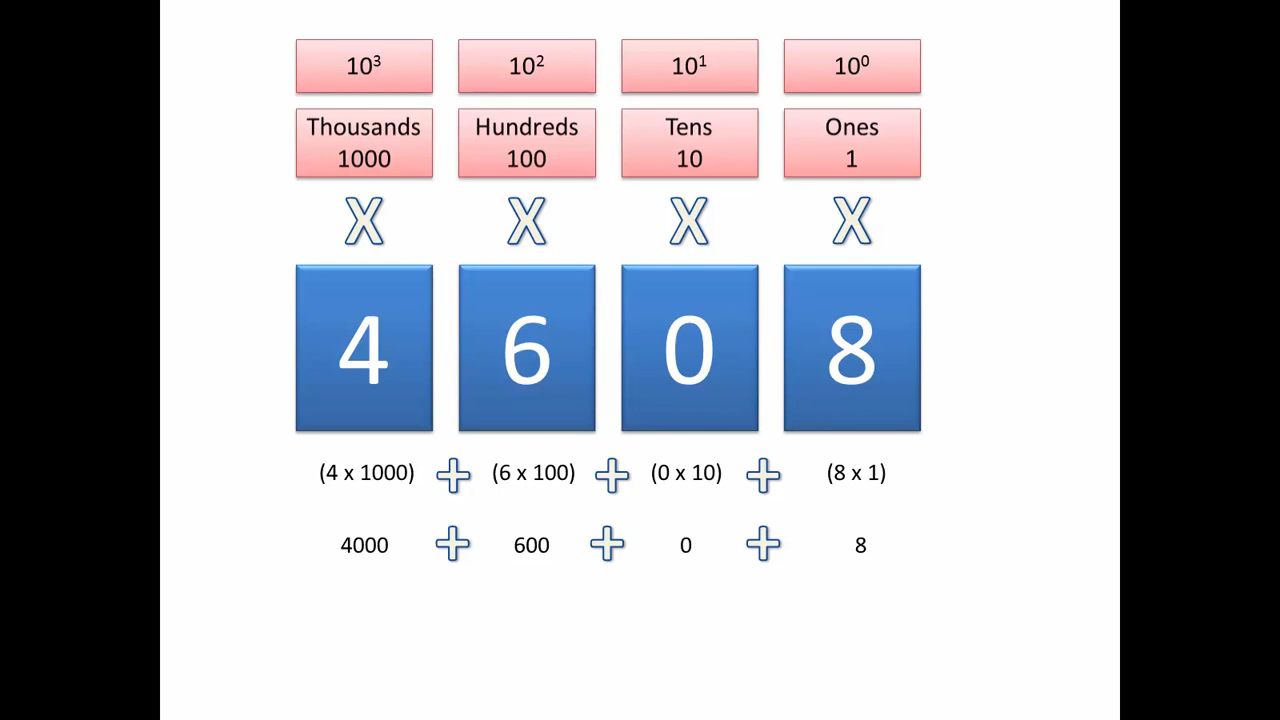 10³ 10² 10¹ 10⁰
Thousands Hundreds Tens Ones
1000 100 10 1
X X X X
4 6 0 8
(4 x 1000) + (6 x 100) + (0 x 10) + (8 x 1)
4000 + 600 + 0 + 8